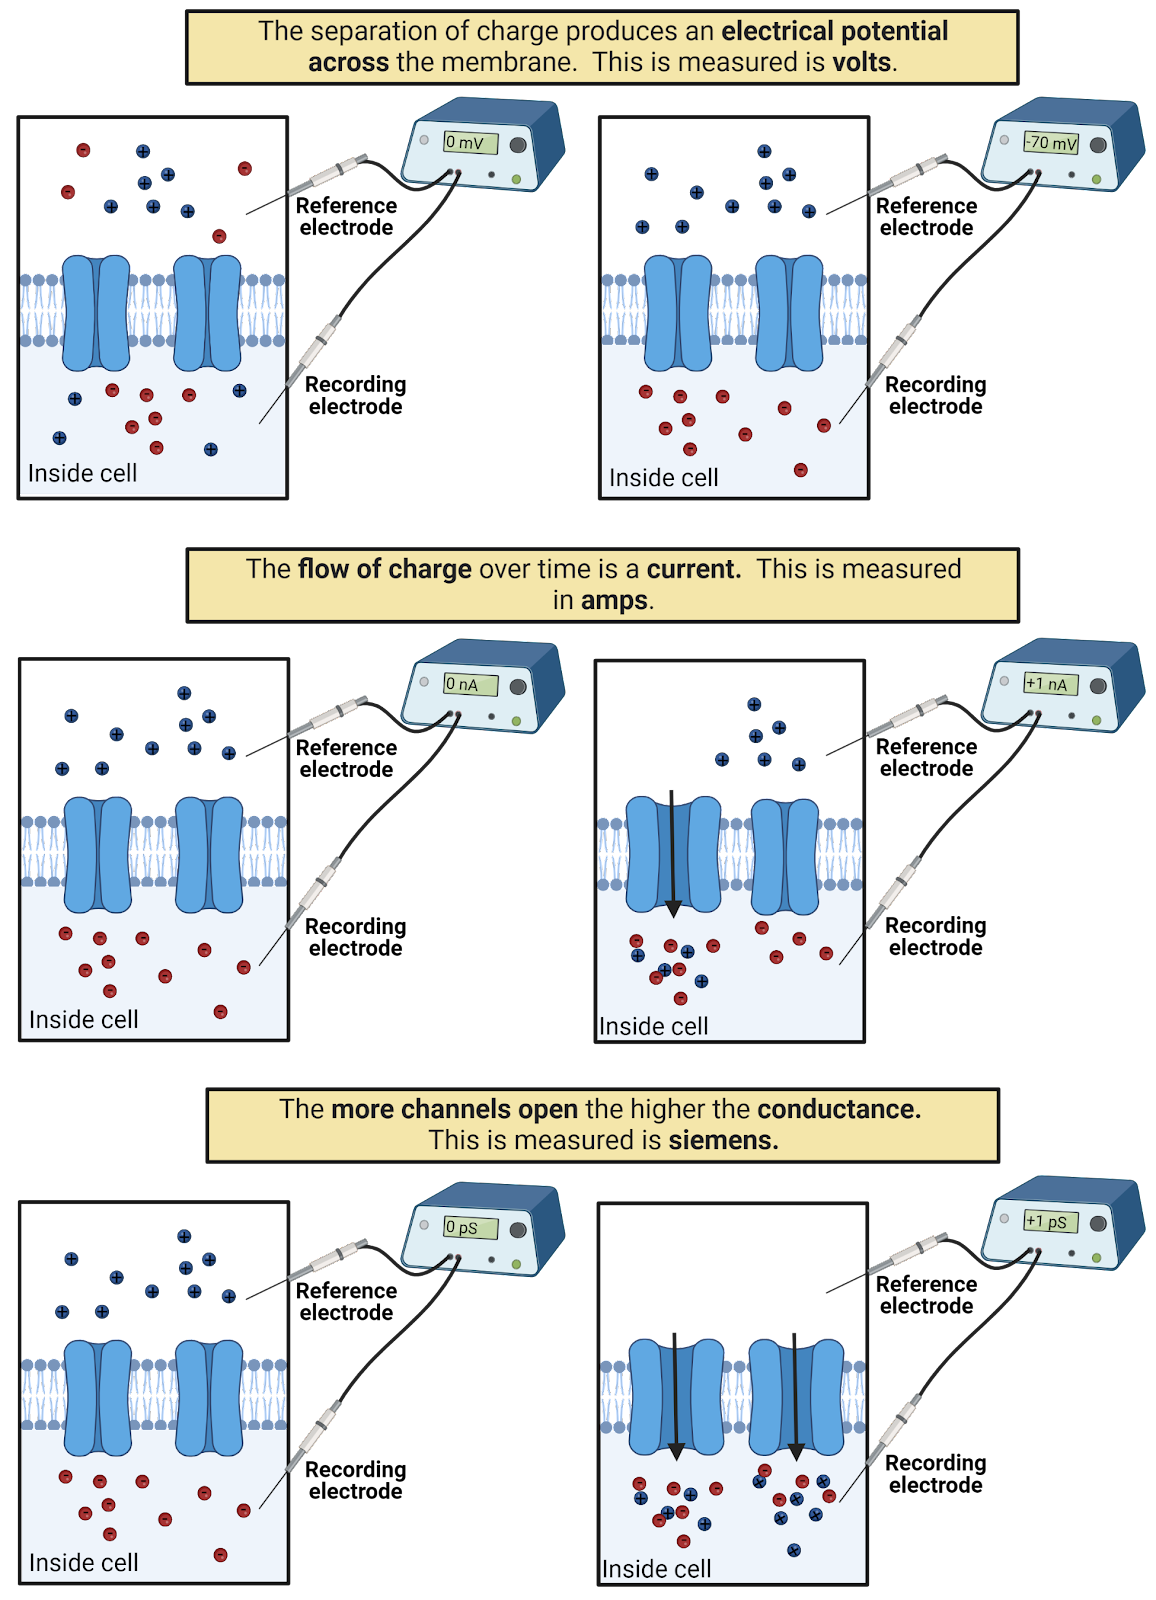 The separation of charge produces an electrical potential
across the membrane.  This is measured is volts.
0 mV
Reference
electrode
Recording
electrode
Inside cell
-70 mV
Reference
electrode
Recording
electrode
Inside cell
The flow of charge over time is a current.  This is measured
in amps.
0 nA
Reference
electrode
Recording
electrode
Inside cell
+1 nA
Reference
electrode
Recording
electrode
Inside cell
The more channels open the higher the conductance.
This is measured is siemens.
0 pS
Reference
electrode
Recording
electrode
Inside cell
+1 pS
Reference
electrode
Recording
electrode
Inside cell